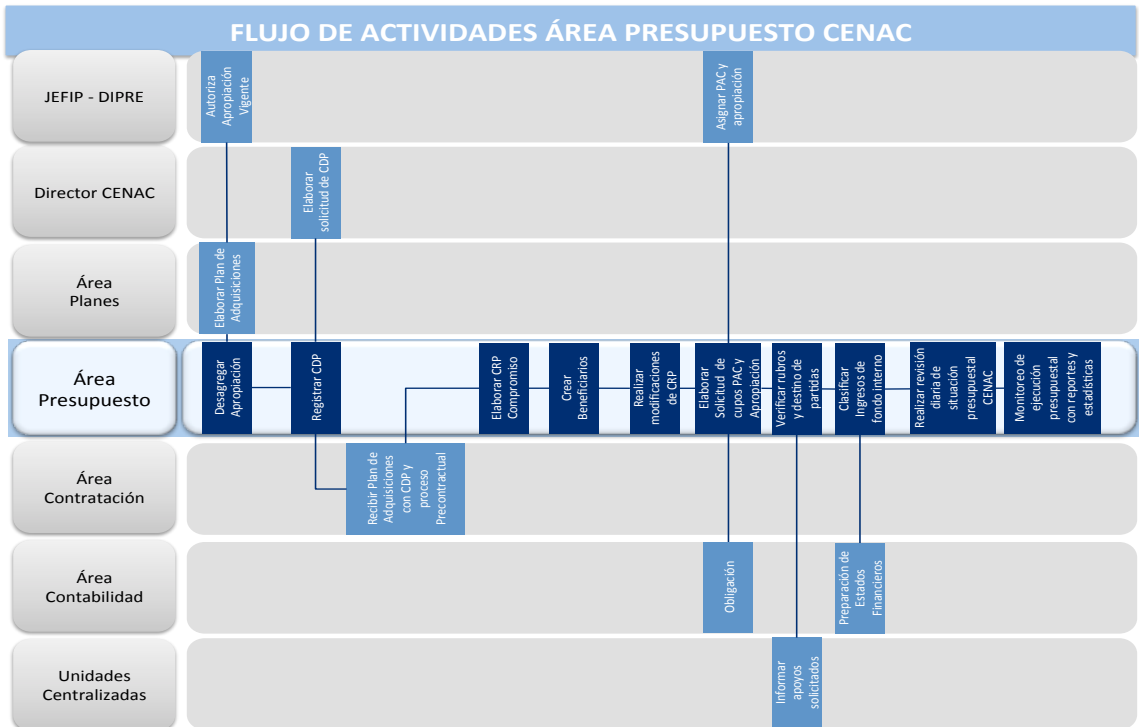 FLUJO DE ACTIVIDADES ÁREA PRESUPUESTO CENAC
JEFIP - DIPRE
Autoriza
Apropiación
Vigente
Asignar PAC y
apropiación
Director CENAC
Elaborar
solicitud de CDP
Área
Planes
Elaborar Plan de
Adquisiciones
Área
Presupuesto
Desagregar
Apropiación
Registrar CDP
Elaborar CRP
Compromiso
Crear
Beneficiarios
Realizar
modificaciones
de CRP
Elaborar
Solicitud de
cupos PAC y
Apropiación
Verificar rubros
y destino de
partidas
Clasificar
Ingresos de
fondo interno
Realizar revisión
diaria de
situación
presupuestal
CENAC
Monitoreo de
ejecución
presupuestal
con reportes y
estadísticas
Área
Contratación
Recibir Plan de
Adquisiciones
con CDP y
proceso
Precontractual
Área
Contabilidad
Obligación
Preparación de
Estados
Financieros
Unidades
Centralizadas
Informar
apoyos
solicitados